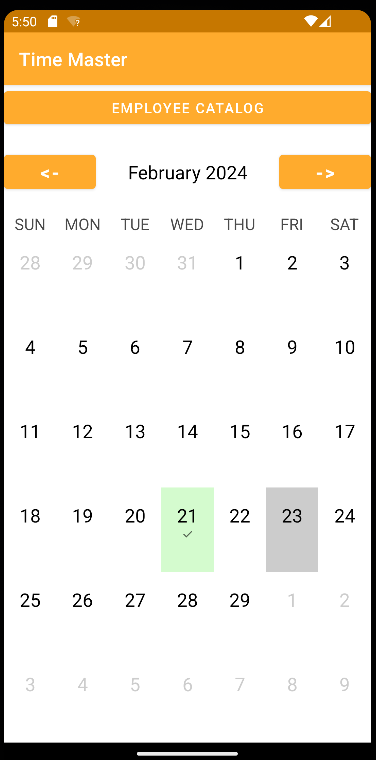 5:50
Time Master
EMPLOYEE CATALOG
<- February 2024 ->
SUN MON TUE WED THU FRI SAT
28 29 30 31 1 2 3
4 5 6 7 8 9 10
11 12 13 14 15 16 17
18 19 20 21 22 23 24
25 26 27 28 29 1 2
3 4 5 6 7 8 9